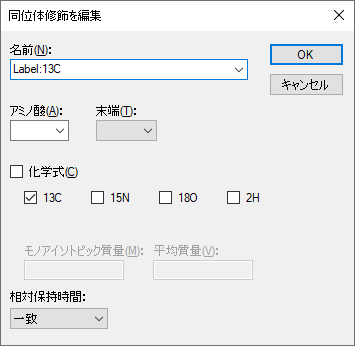 同位体修飾を編集
名前(N):
Label:13C
OK
キャンセル
アミノ酸(A):
末端(T):
化学式(C)
13C
15N
18O
2H
モノアイソトピック質量(M):
平均質量(V):
相対保持時間:
一致